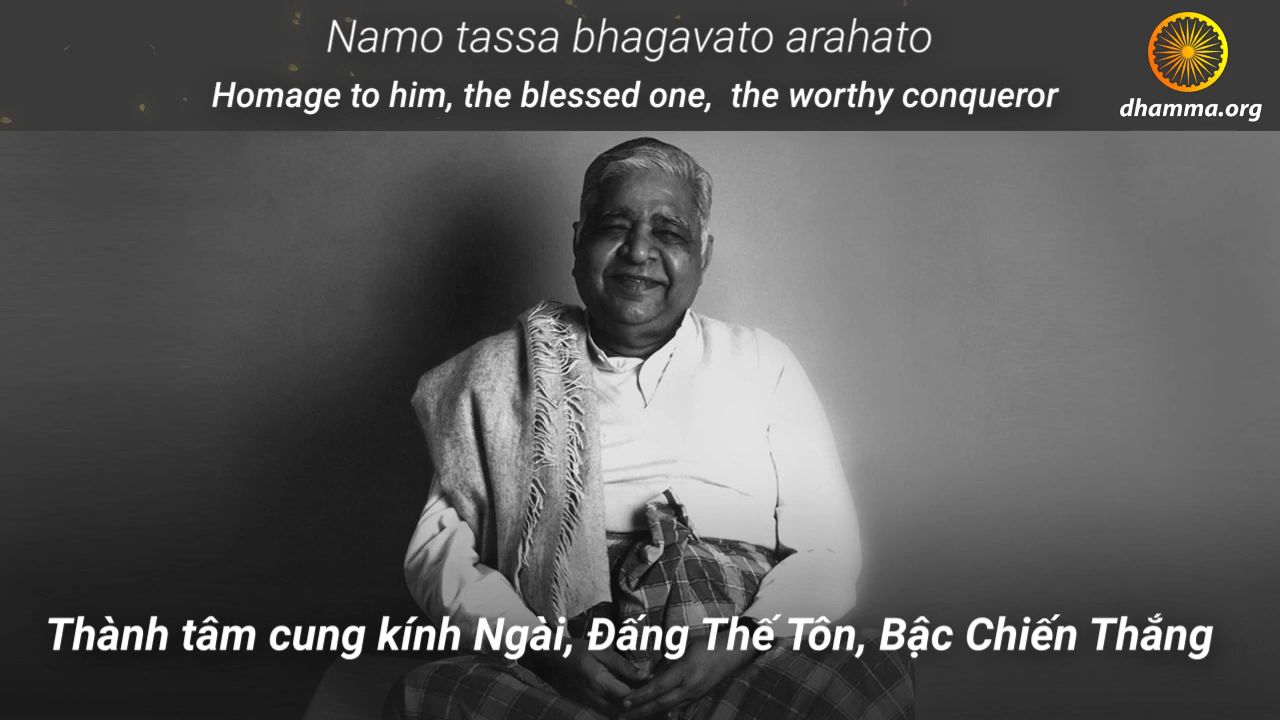 Namo tassa bhagavato arahato
Homage to him, the blessed one, the worthy conqueror
dhamma.org
Thành tâm cung kính Ngài, Đấng Thế Tôn, Bậc Chiến Thắng